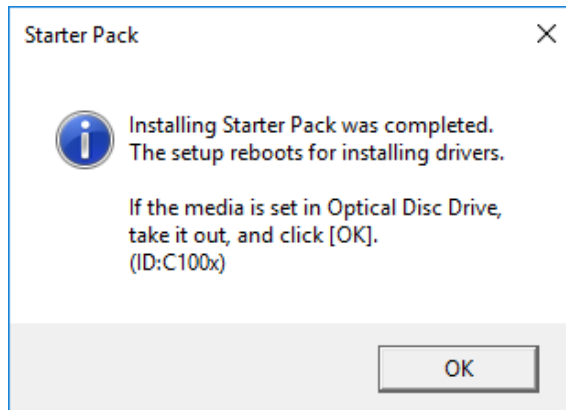 Starter Pack
Installing Starter Pack was completed.
The setup reboots for installing drivers.
If the media is set in Optical Disc Drive,
take it out, and click [OK].
(ID:C100x)
OK